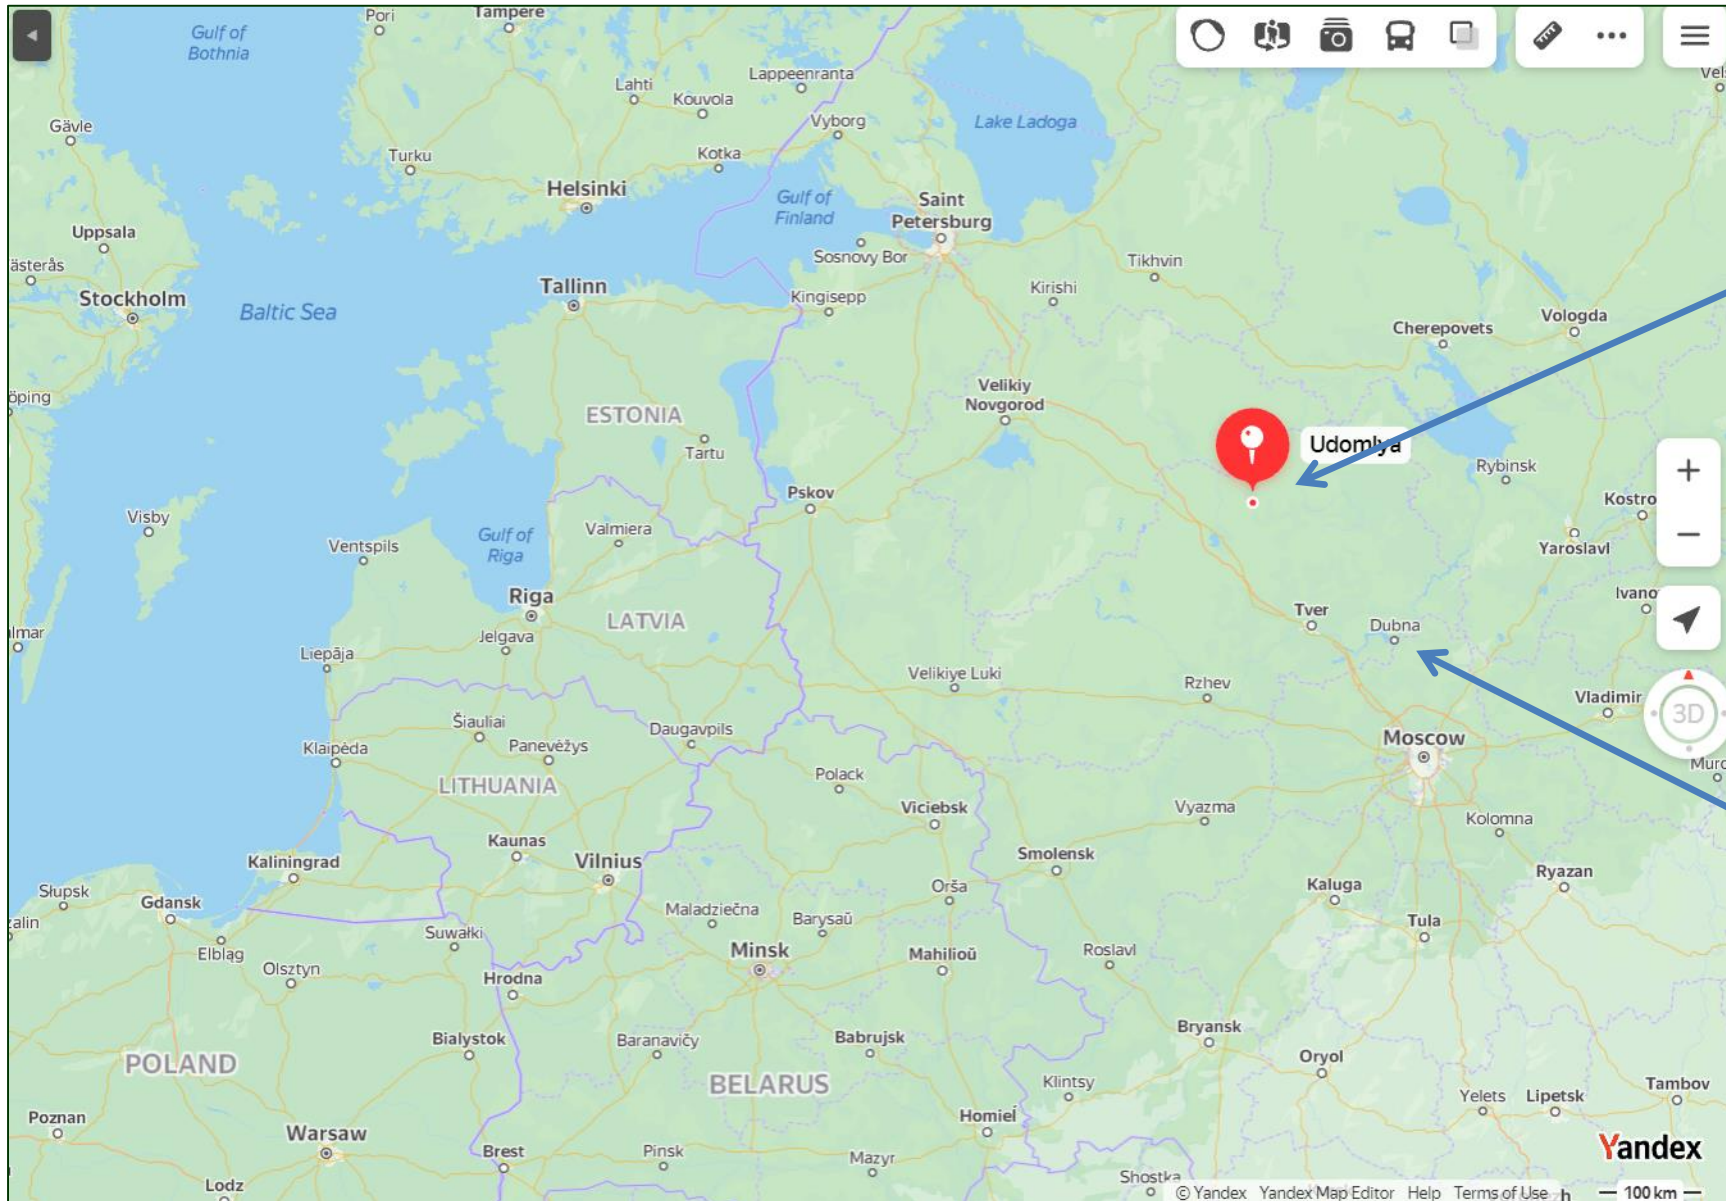 Pori
Tampere
Gulf of
Bothnia
Lahti
Lappeenranta
Kouvola
Gävle
Vyborg
Lake Ladoga
Turku
Kotka
Helsinki
Gulf of
Finland
Saint
Petersburg
Uppsala
Sosnovy Bor
Tikhvin
ästerås
Tallinn
Kirishi
Stockholm
Kingisepp
Baltic Sea
Vologda
Cherepovets
Velikiy
Novgorod
öping
ESTONIA
Udomlya
Tartu
Rybinsk
Pskov
Kostro
Visby
Valmiera
Gulf of
Riga
Ventspils
Yaroslavl
Riga
Ivano
LATVIA
Tver
Dubna
lmar
Jelgava
Liepāja
Velikiye Luki
Rzhev
Vladimir
3D
Šiauliai
Daugavpils
Klaipėda
Panevėžys
Moscow
Muro
LITHUANIA
Polack
Viciebsk
Vyazma
Kolomna
Kaunas
Kaliningrad
Vilnius
Smolensk
Ryazan
Słupsk
Gdansk
Orša
Kaluga
zalin
Maladziečna
Barysaŭ
Tula
Suwałki
Elbląg
Minsk
Mahilioŭ
Roslavl
Olsztyn
Hrodna
Bryansk
Bialystok
Baranavičy
Babrujsk
Oryol
POLAND
BELARUS
Klintsy
Tambov
Yelets
Lipetsk
Poznan
Homieĺ
Warsaw
Yandex
Brest
Pinsk
Mazyr
Lodz
Shostka
© Yandex Yandex Map Editor Help Terms of Use
100 km